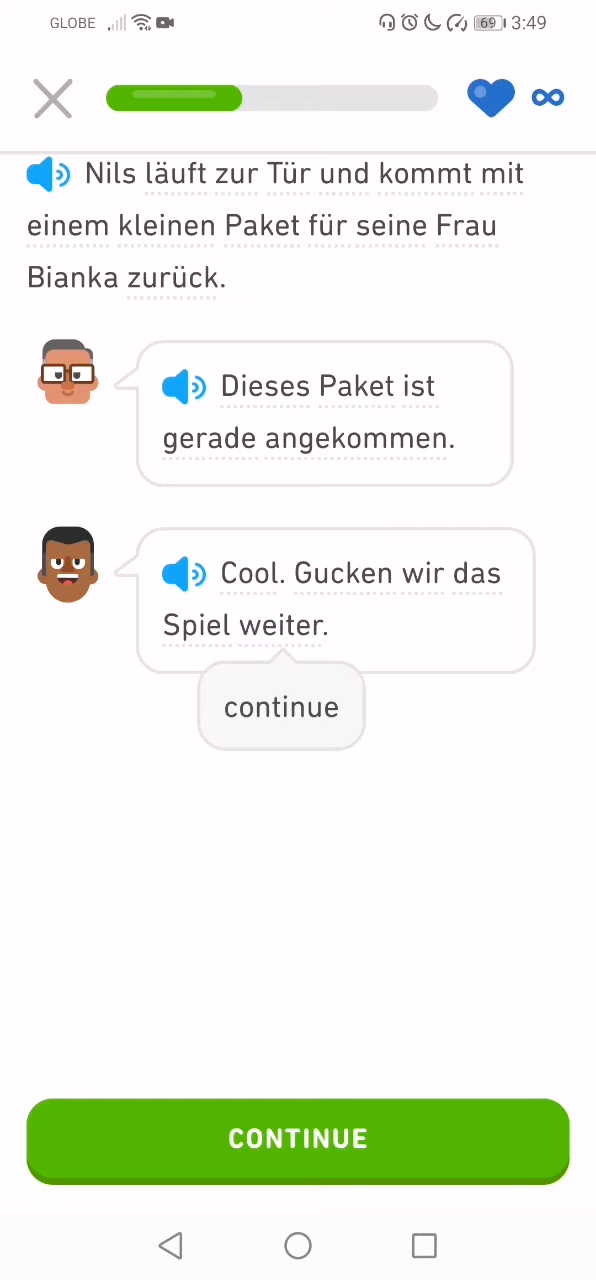 GLOBE 69 3:49
Nils läuft zur Tür und kommt mit
einem kleinen Paket für seine Frau
Bianka zurück.
Dieses Paket ist
gerade angekommen.
Cool. Gucken wir das
Spiel weiter.
continue
CONTINUE